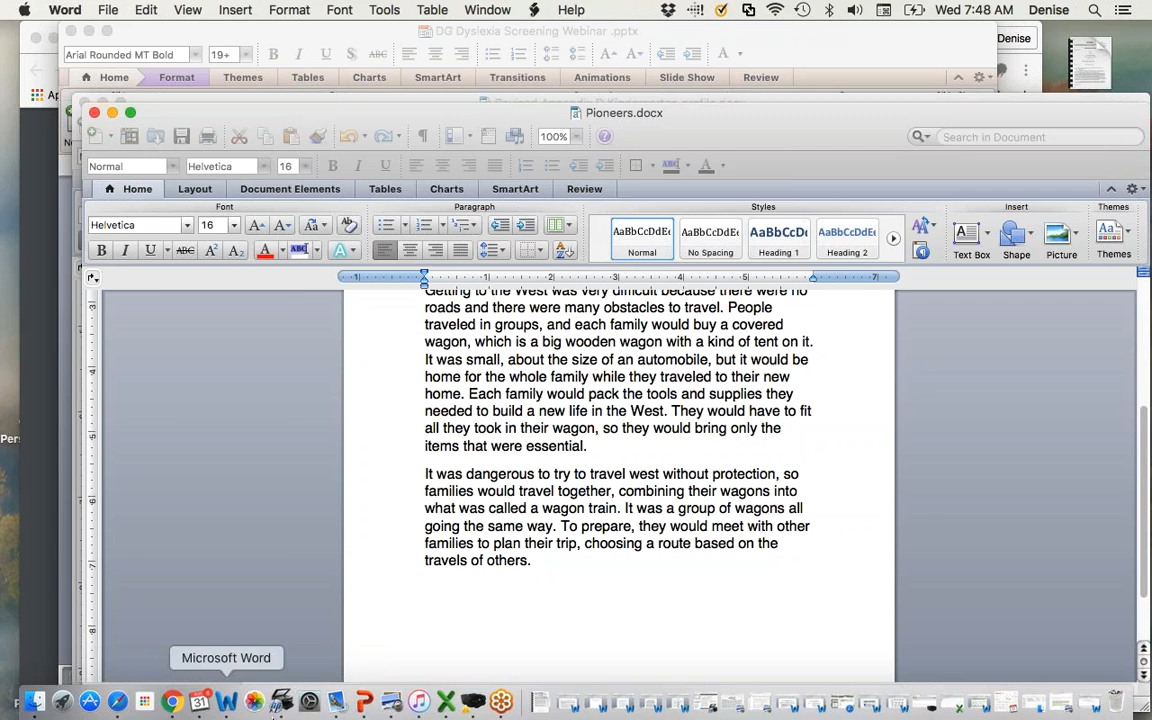 Word File Edit View Insert Format Font Tools Table Window Help Wed 7:48 AM Denise
DG Dyslexia Screening Webinar .pptx
Denise
Arial Rounded MT Bold 19+ B I U S ABC
Home Format Themes Tables Charts SmartArt Transitions Animations Slide Show Review
Pioneers.docx
100% Search in Document
Normal Helvetica 16 B I U
Home Layout Document Elements Tables Charts SmartArt Review
Font Paragraph Styles Insert Themes
Helvetica 16
AaBbCcDdEe AaBbCcDdEe AaBbCcDc AaBbCcDdEe
B I U ABC A² A₂ Normal No Spacing Heading 1 Heading 2 Text Box Shape Picture Themes
Getting to the West was very difficult because there were no
roads and there were many obstacles to travel. People
traveled in groups, and each family would buy a covered
wagon, which is a big wooden wagon with a kind of tent on it.
It was small, about the size of an automobile, but it would be
home for the whole family while they traveled to their new
home. Each family would pack the tools and supplies they
needed to build a new life in the West. They would have to fit
all they took in their wagon, so they would bring only the
items that were essential.
It was dangerous to try to travel west without protection, so
families would travel together, combining their wagons into
what was called a wagon train. It was a group of wagons all
going the same way. To prepare, they would meet with other
families to plan their trip, choosing a route based on the
travels of others.
Microsoft Word